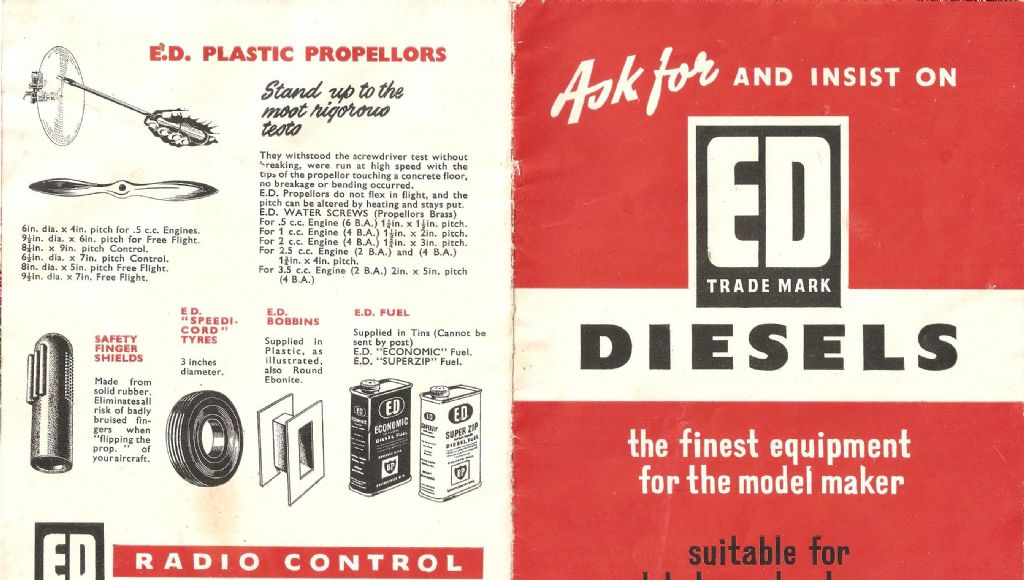 E.D. PLASTIC PROPELLORS
Stand up to the
most rigorous
tests
They withstood the screwdriver test without
breaking, were run at high speed with the
tips of the propellor touching a concrete floor,
no breakage or bending occurred.
E.D. Propellors do not flex in flight, and the
pitch can be altered by heating and stays put.
E.D. WATER SCREWS (Propellors Brass)
For .5 c.c. Engine (6 B.A.) 1¼in. x 1½in. pitch.
For 1 c.c. Engine (4 B.A.) 1½in. x 2in. pitch.
For 2 c.c. Engine (4 B.A.) 1¾in. x 3in. pitch.
For 2.5 c.c. Engine (2 B.A.) and (4 B.A.)
1¾in. x 4in. pitch.
For 3.5 c.c. Engine (2 B.A.) 2in. x 5in. pitch
(4 B.A.)
6in. dia. x 4in. pitch for .5 c.c. Engines.
9½in. dia. x 6in. pitch for Free Flight.
8½in. x 9in. pitch Control.
6½in. dia. x 7in. pitch Control.
8in. dia. x 5in. pitch Free Flight.
9½in. dia. x 7in. Free Flight.
SAFETY
FINGER
SHIELDS
Made from
solid rubber.
Eliminates all
risk of badly
bruised fin-
gers when
"flipping the
prop. " of
your aircraft.
E D.
"SPEEDI-
CORD"
TYRES
3 inches
diameter.
E.D.
BOBBINS
Supplied in
Plastic, as
illustrated,
also Round
Ebonite.
E.D. FUEL
Supplied in Tins (Cannot be
sent by post)
E.D. "ECONOMIC" Fuel.
E.D. "SUPERZIP" Fuel.
ED
ECONOMIC
DIESEL FUEL
BP
ED
SUPER ZIP
DIESEL FUEL
BP
ED
RADIO CONTROL
Ask for AND INSIST ON
ED
TRADE MARK
DIESELS
the finest equipment
for the model maker
suitable for